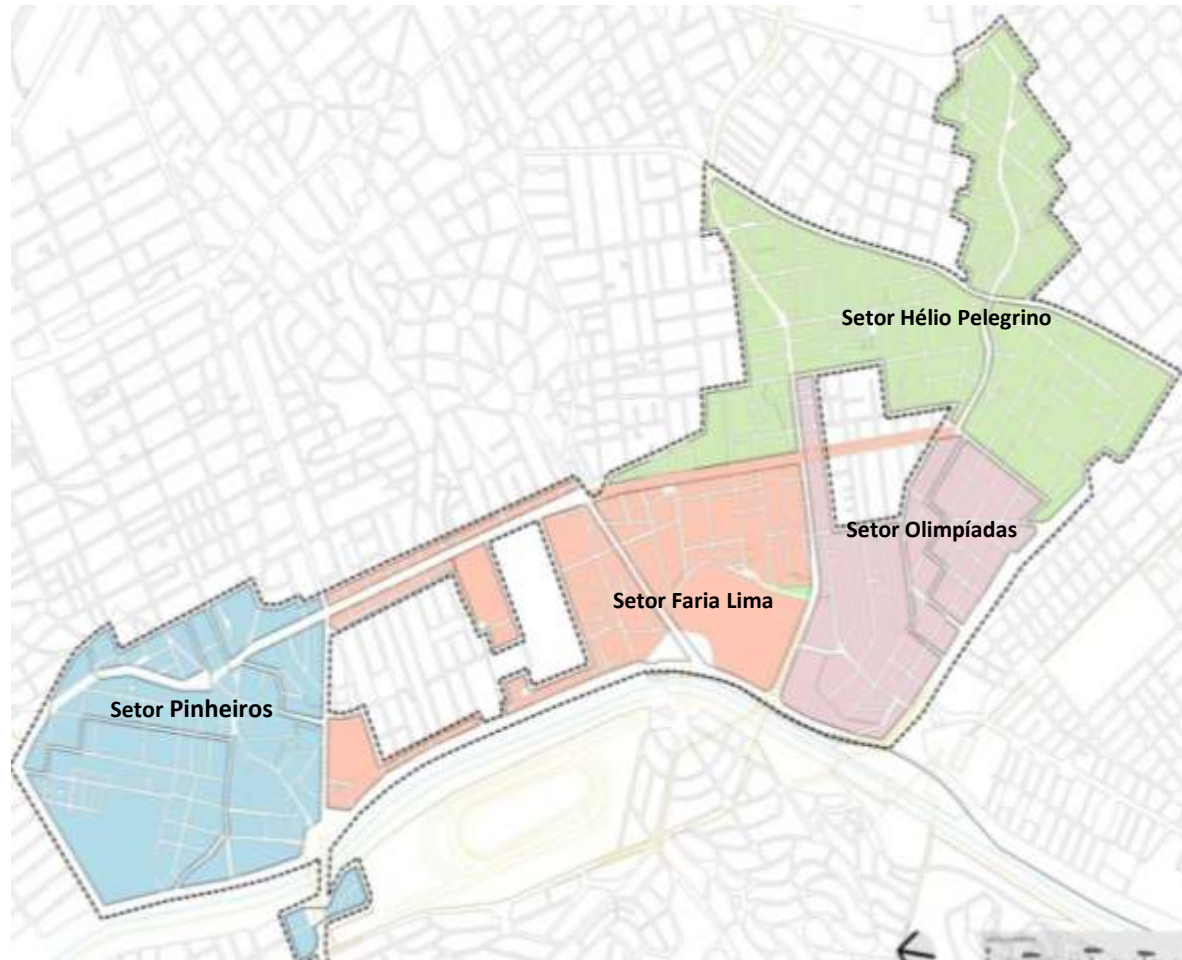 Setor Hélio Pelegrino
Setor Olimpíadas
Setor Faria Lima
Setor Pinheiros